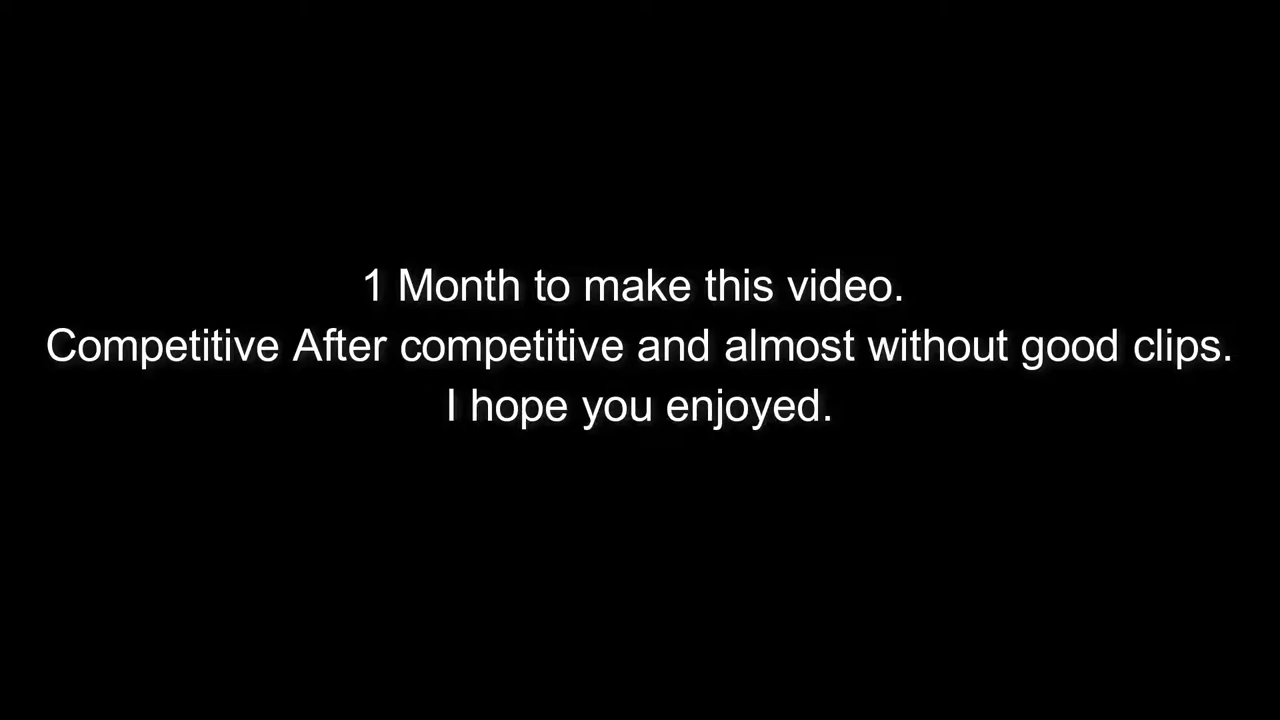 1 Month to make this video.
Competitive After competitive and almost without good clips.
I hope you enjoyed.